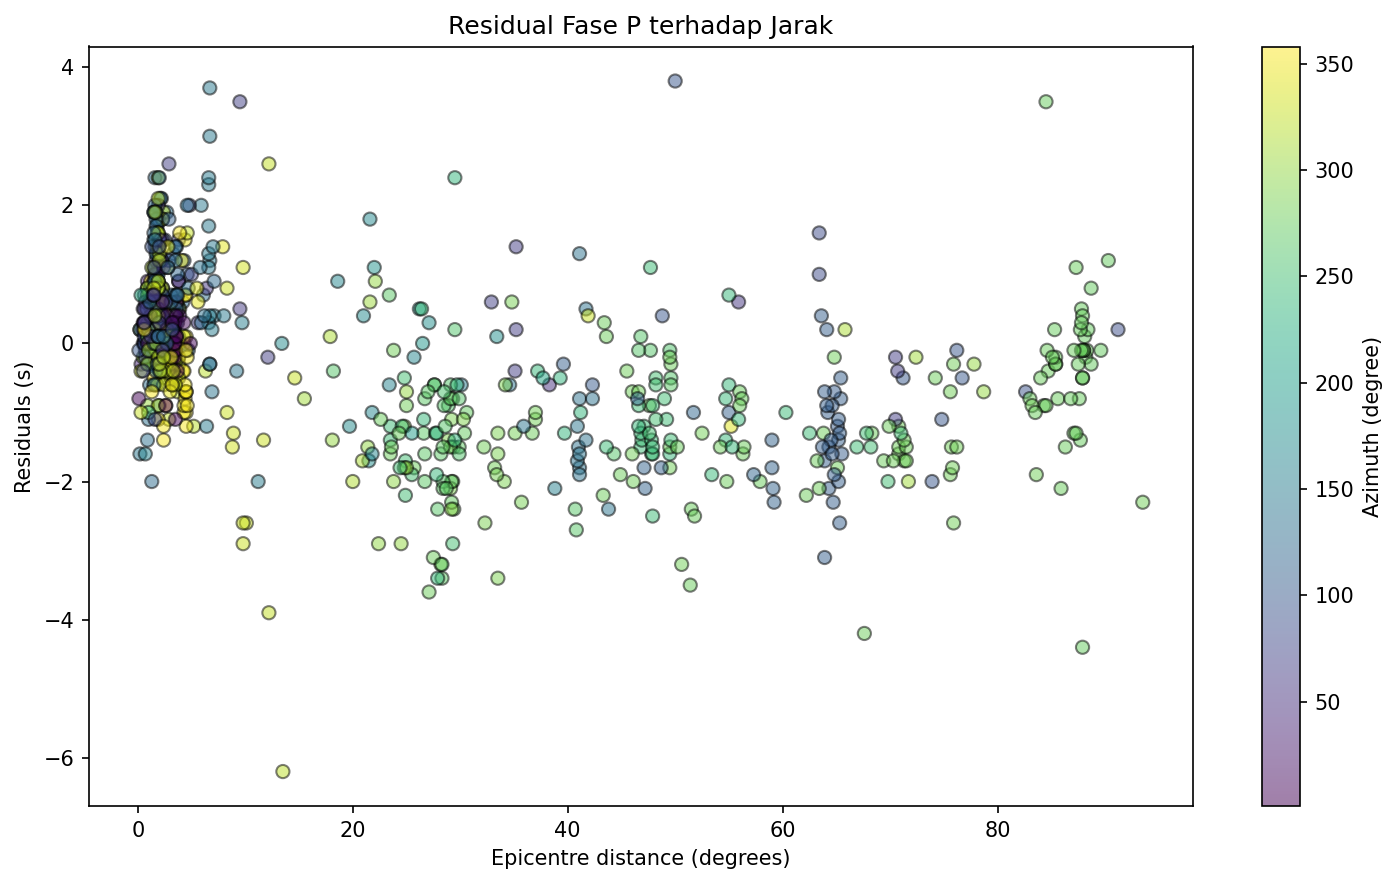 Residual Fase P terhadap Jarak
4
2
0
−2
−4
−6
Residuals (s)
0 20 40 60 80
Epicentre distance (degrees)
350
300
250
200
150
100
50
Azimuth (degree)